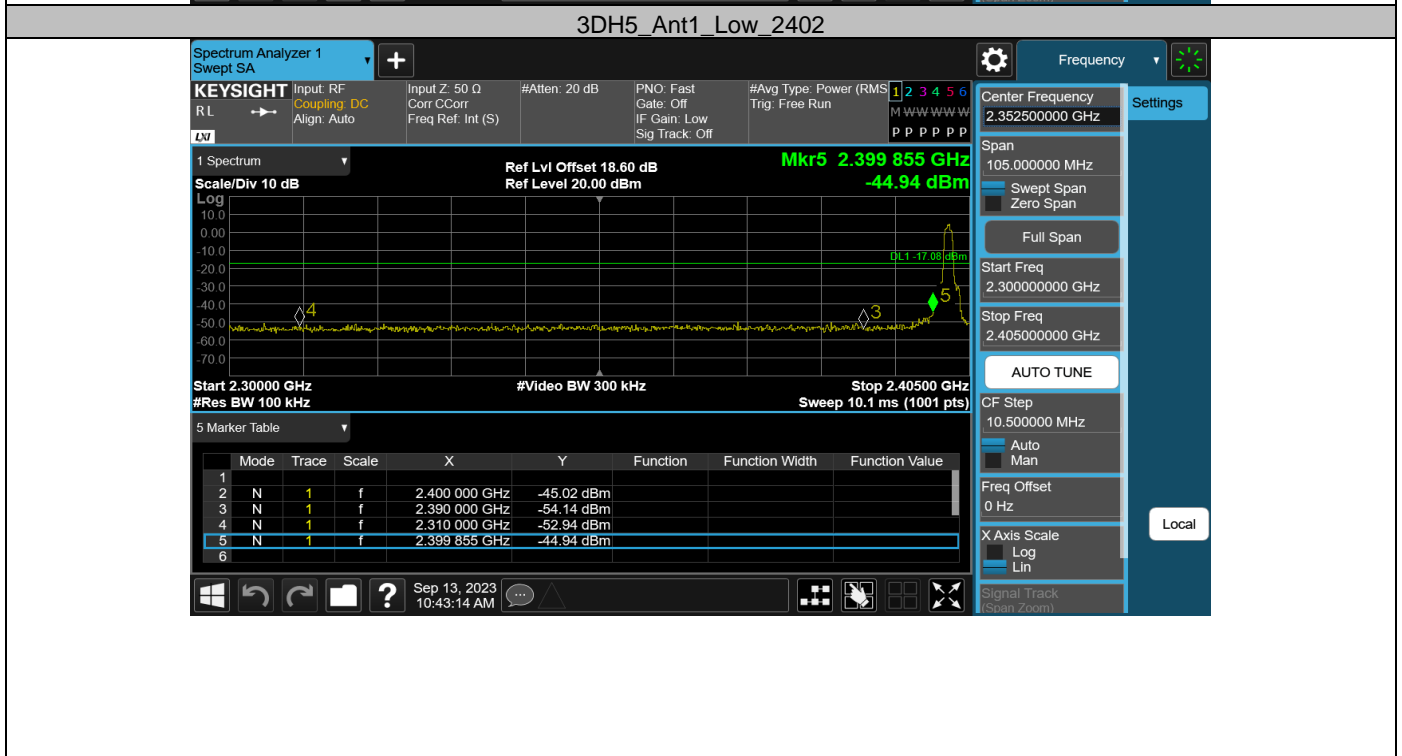 3DH5_Ant1_Low_2402
Spectrum Analyzer 1
Swept SA
Frequency
KEYSIGHT
R L
LXI
Input: RF
Coupling: DC
Align: Auto
Input Z: 50 Ω
Corr CCorr
Freq Ref: Int (S)
#Atten: 20 dB
PNO: Fast
Gate: Off
IF Gain: Low
Sig Track: Off
#Avg Type: Power (RMS
Trig: Free Run
1 2 3 4 5 6
M W W W W W
P P P P P P
1 Spectrum
Scale/Div 10 dB
Ref Lvl Offset 18.60 dB
Ref Level 20.00 dBm
Mkr5 2.399 855 GHz
-44.94 dBm
Log
10.0
0.00
-10.0
-20.0
-30.0
-40.0
-50.0
-60.0
-70.0
DL1 -17.08 dBm
4
3
5
Start 2.30000 GHz
#Video BW 300 kHz
Stop 2.40500 GHz
#Res BW 100 kHz
Sweep 10.1 ms (1001 pts)
5 Marker Table
Mode Trace Scale X Y Function Function Width Function Value
1
2 N 1 f 2.400 000 GHz -45.02 dBm
3 N 1 f 2.390 000 GHz -54.14 dBm
4 N 1 f 2.310 000 GHz -52.94 dBm
5 N 1 f 2.399 855 GHz -44.94 dBm
6
?
Sep 13, 2023
10:43:14 AM
Center Frequency
2.352500000 GHz
Settings
Span
105.000000 MHz
Swept Span
Zero Span
Full Span
Start Freq
2.300000000 GHz
Stop Freq
2.405000000 GHz
AUTO TUNE
CF Step
10.500000 MHz
Auto
Man
Freq Offset
0 Hz
Local
X Axis Scale
Log
Lin
Signal Track
(Span Zoom)